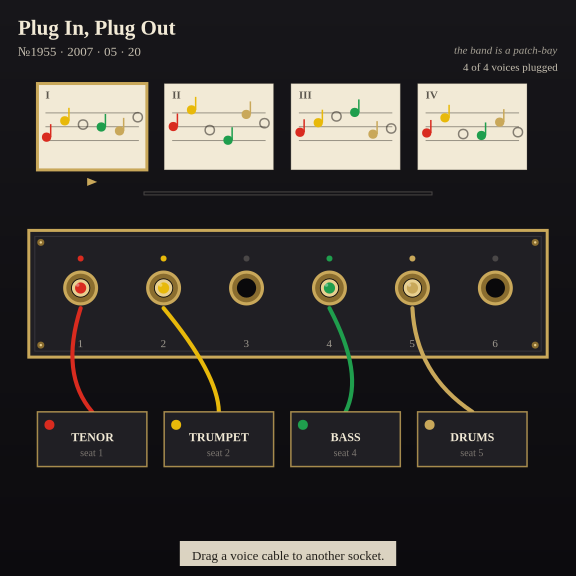 Plug In, Plug Out
№1955 · 2007 · 05 · 20
the band is a patch-bay
4 of 4 voices plugged
I II III IV
1 2 3 4 5 6
TENOR TRUMPET BASS DRUMS
seat 1 seat 2 seat 4 seat 5
Drag a voice cable to another socket.